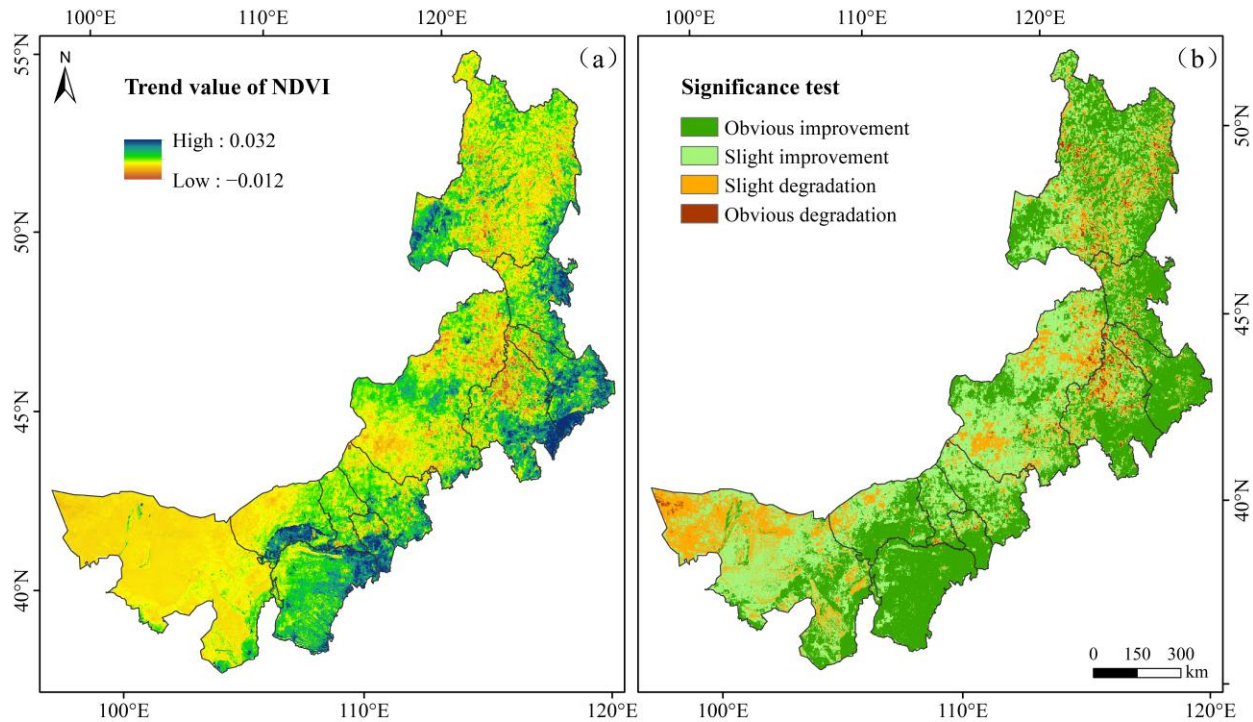 100°E 110°E 120°E 100°E 110°E 120°E
55°N
N
(a)
Trend value of NDVI
High : 0.032
Low : −0.012
50°N
45°N
40°N
100°E 110°E 120°E
(b)
Significance test
Obvious improvement
Slight improvement
Slight degradation
Obvious degradation
50°N
45°N
40°N
0 150 300
km
100°E 110°E 120°E